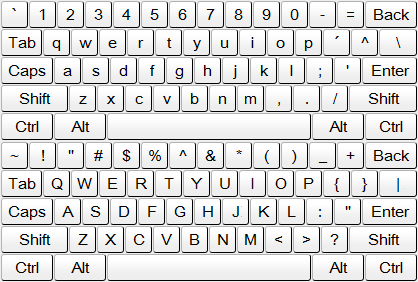 ` 1 2 3 4 5 6 7 8 9 0 - = Back
Tab q w e r t y u i o p ´ ^ \
Caps a s d f g h j k l ; ' Enter
Shift z x c v b n m , . / Shift
Ctrl Alt Alt Ctrl
~ ! " # $ % ^ & * ( ) _ + Back
Tab Q W E R T Y U I O P { } |
Caps A S D F G H J K L : " Enter
Shift Z X C V B N M < > ? Shift
Ctrl Alt Alt Ctrl